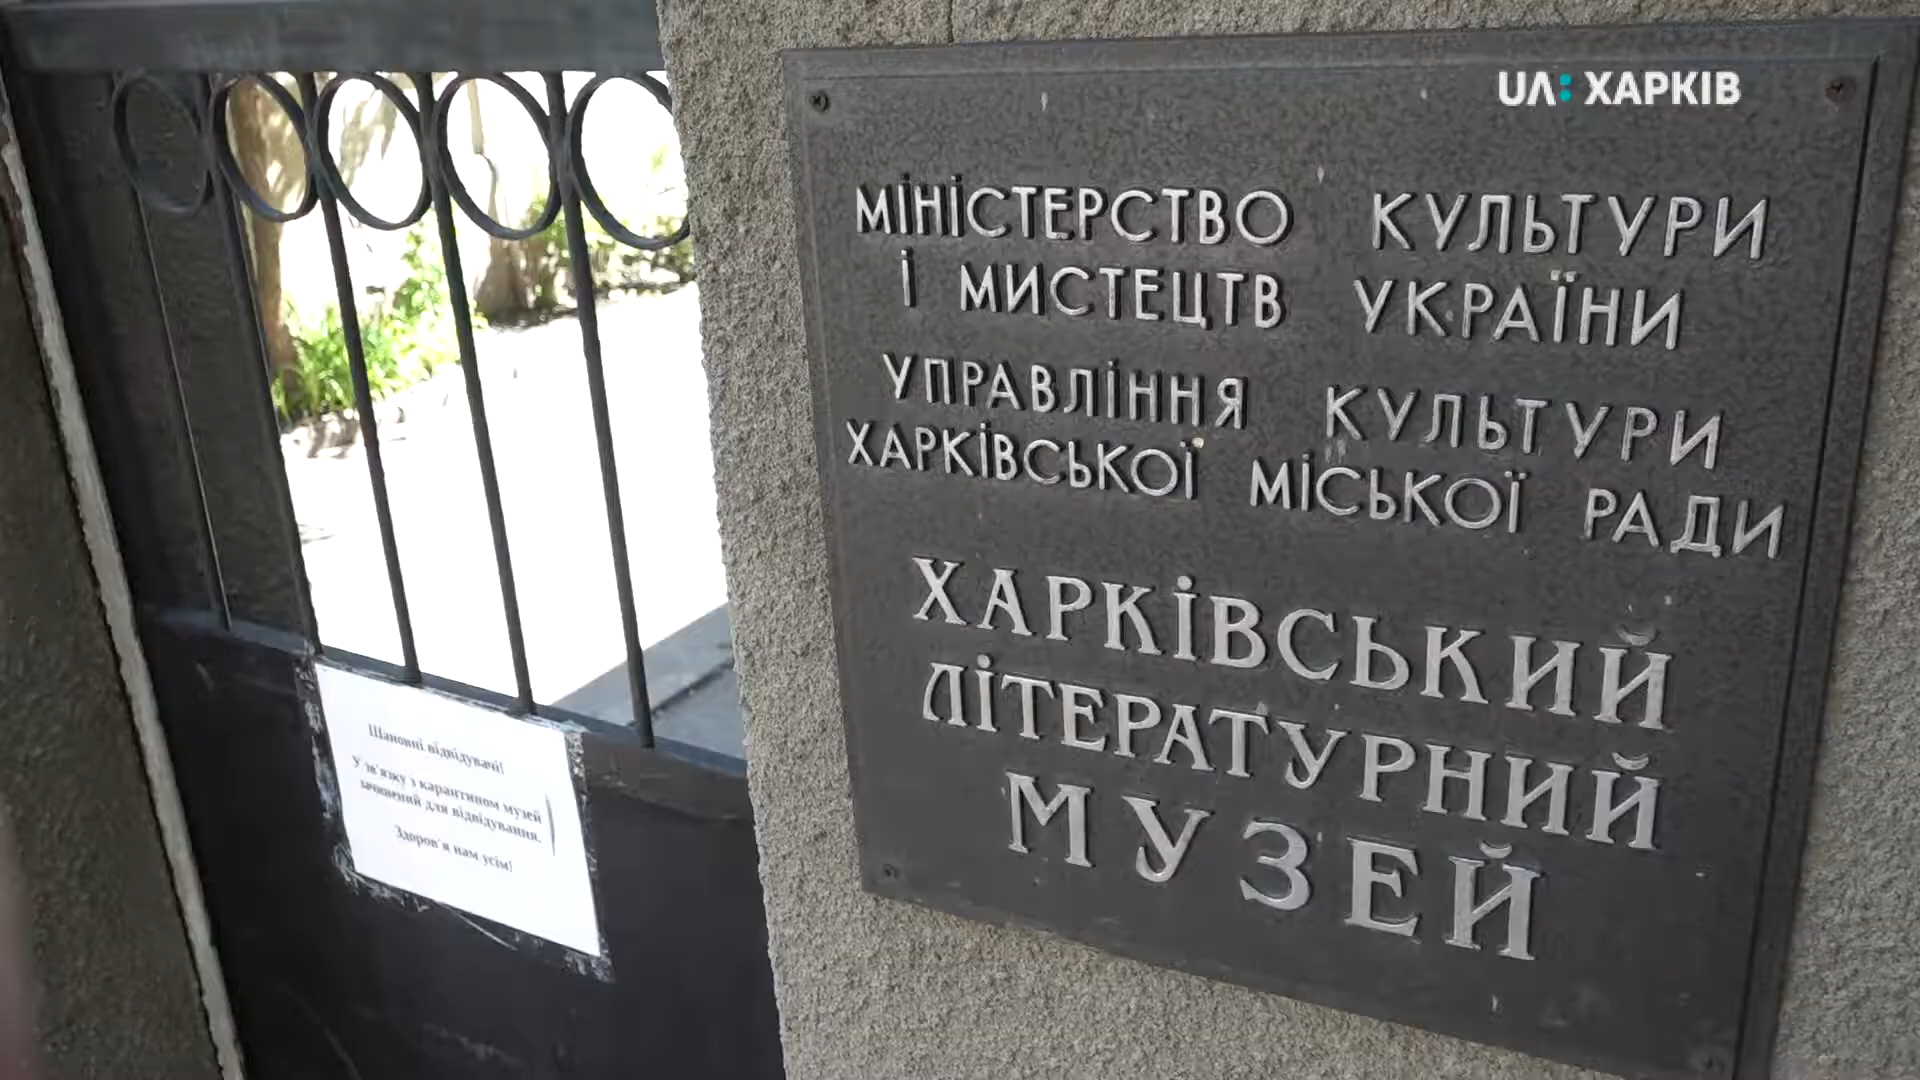 UA: ХАРКІВ
МІНІСТЕРСТВО КУЛЬТУРИ
І МИСТЕЦТВ УКРАЇНИ
УПРАВЛІННЯ КУЛЬТУРИ
ХАРКІВСЬКОЇ МІСЬКОЇ РАДИ
ХАРКІВСЬКИЙ
ЛІТЕРАТУРНИЙ
МУЗЕЙ
Шановні відвідувачі!
У зв'язку з карантином музей
зачинений для відвідування.
Здоров'я нам усім!